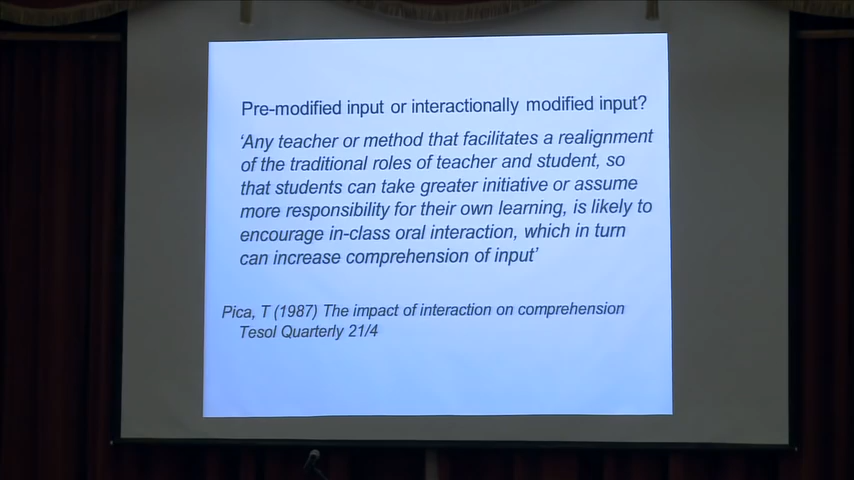 Pre-modified input or interactionally modified input?
‘Any teacher or method that facilitates a realignment
of the traditional roles of teacher and student, so
that students can take greater initiative or assume
more responsibility for their own learning, is likely to
encourage in-class oral interaction, which in turn
can increase comprehension of input’
Pica, T (1987) The impact of interaction on comprehension
Tesol Quarterly 21/4